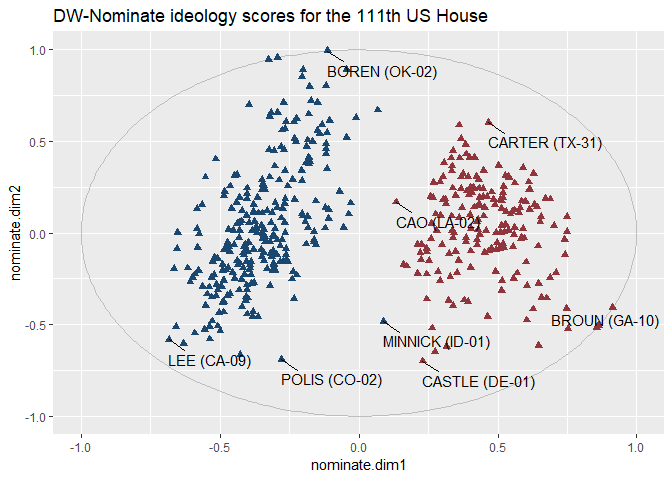 DW-Nominate ideology scores for the 111th US House
1.0
0.5
0.0
-0.5
-1.0
nominate.dim2
BOREN (OK-02)
CARTER (TX-31)
CAO (LA-02)
BROUN (GA-10)
MINNICK (ID-01)
LEE (CA-09)
POLIS (CO-02)
CASTLE (DE-01)
-1.0 -0.5 0.0 0.5 1.0
nominate.dim1